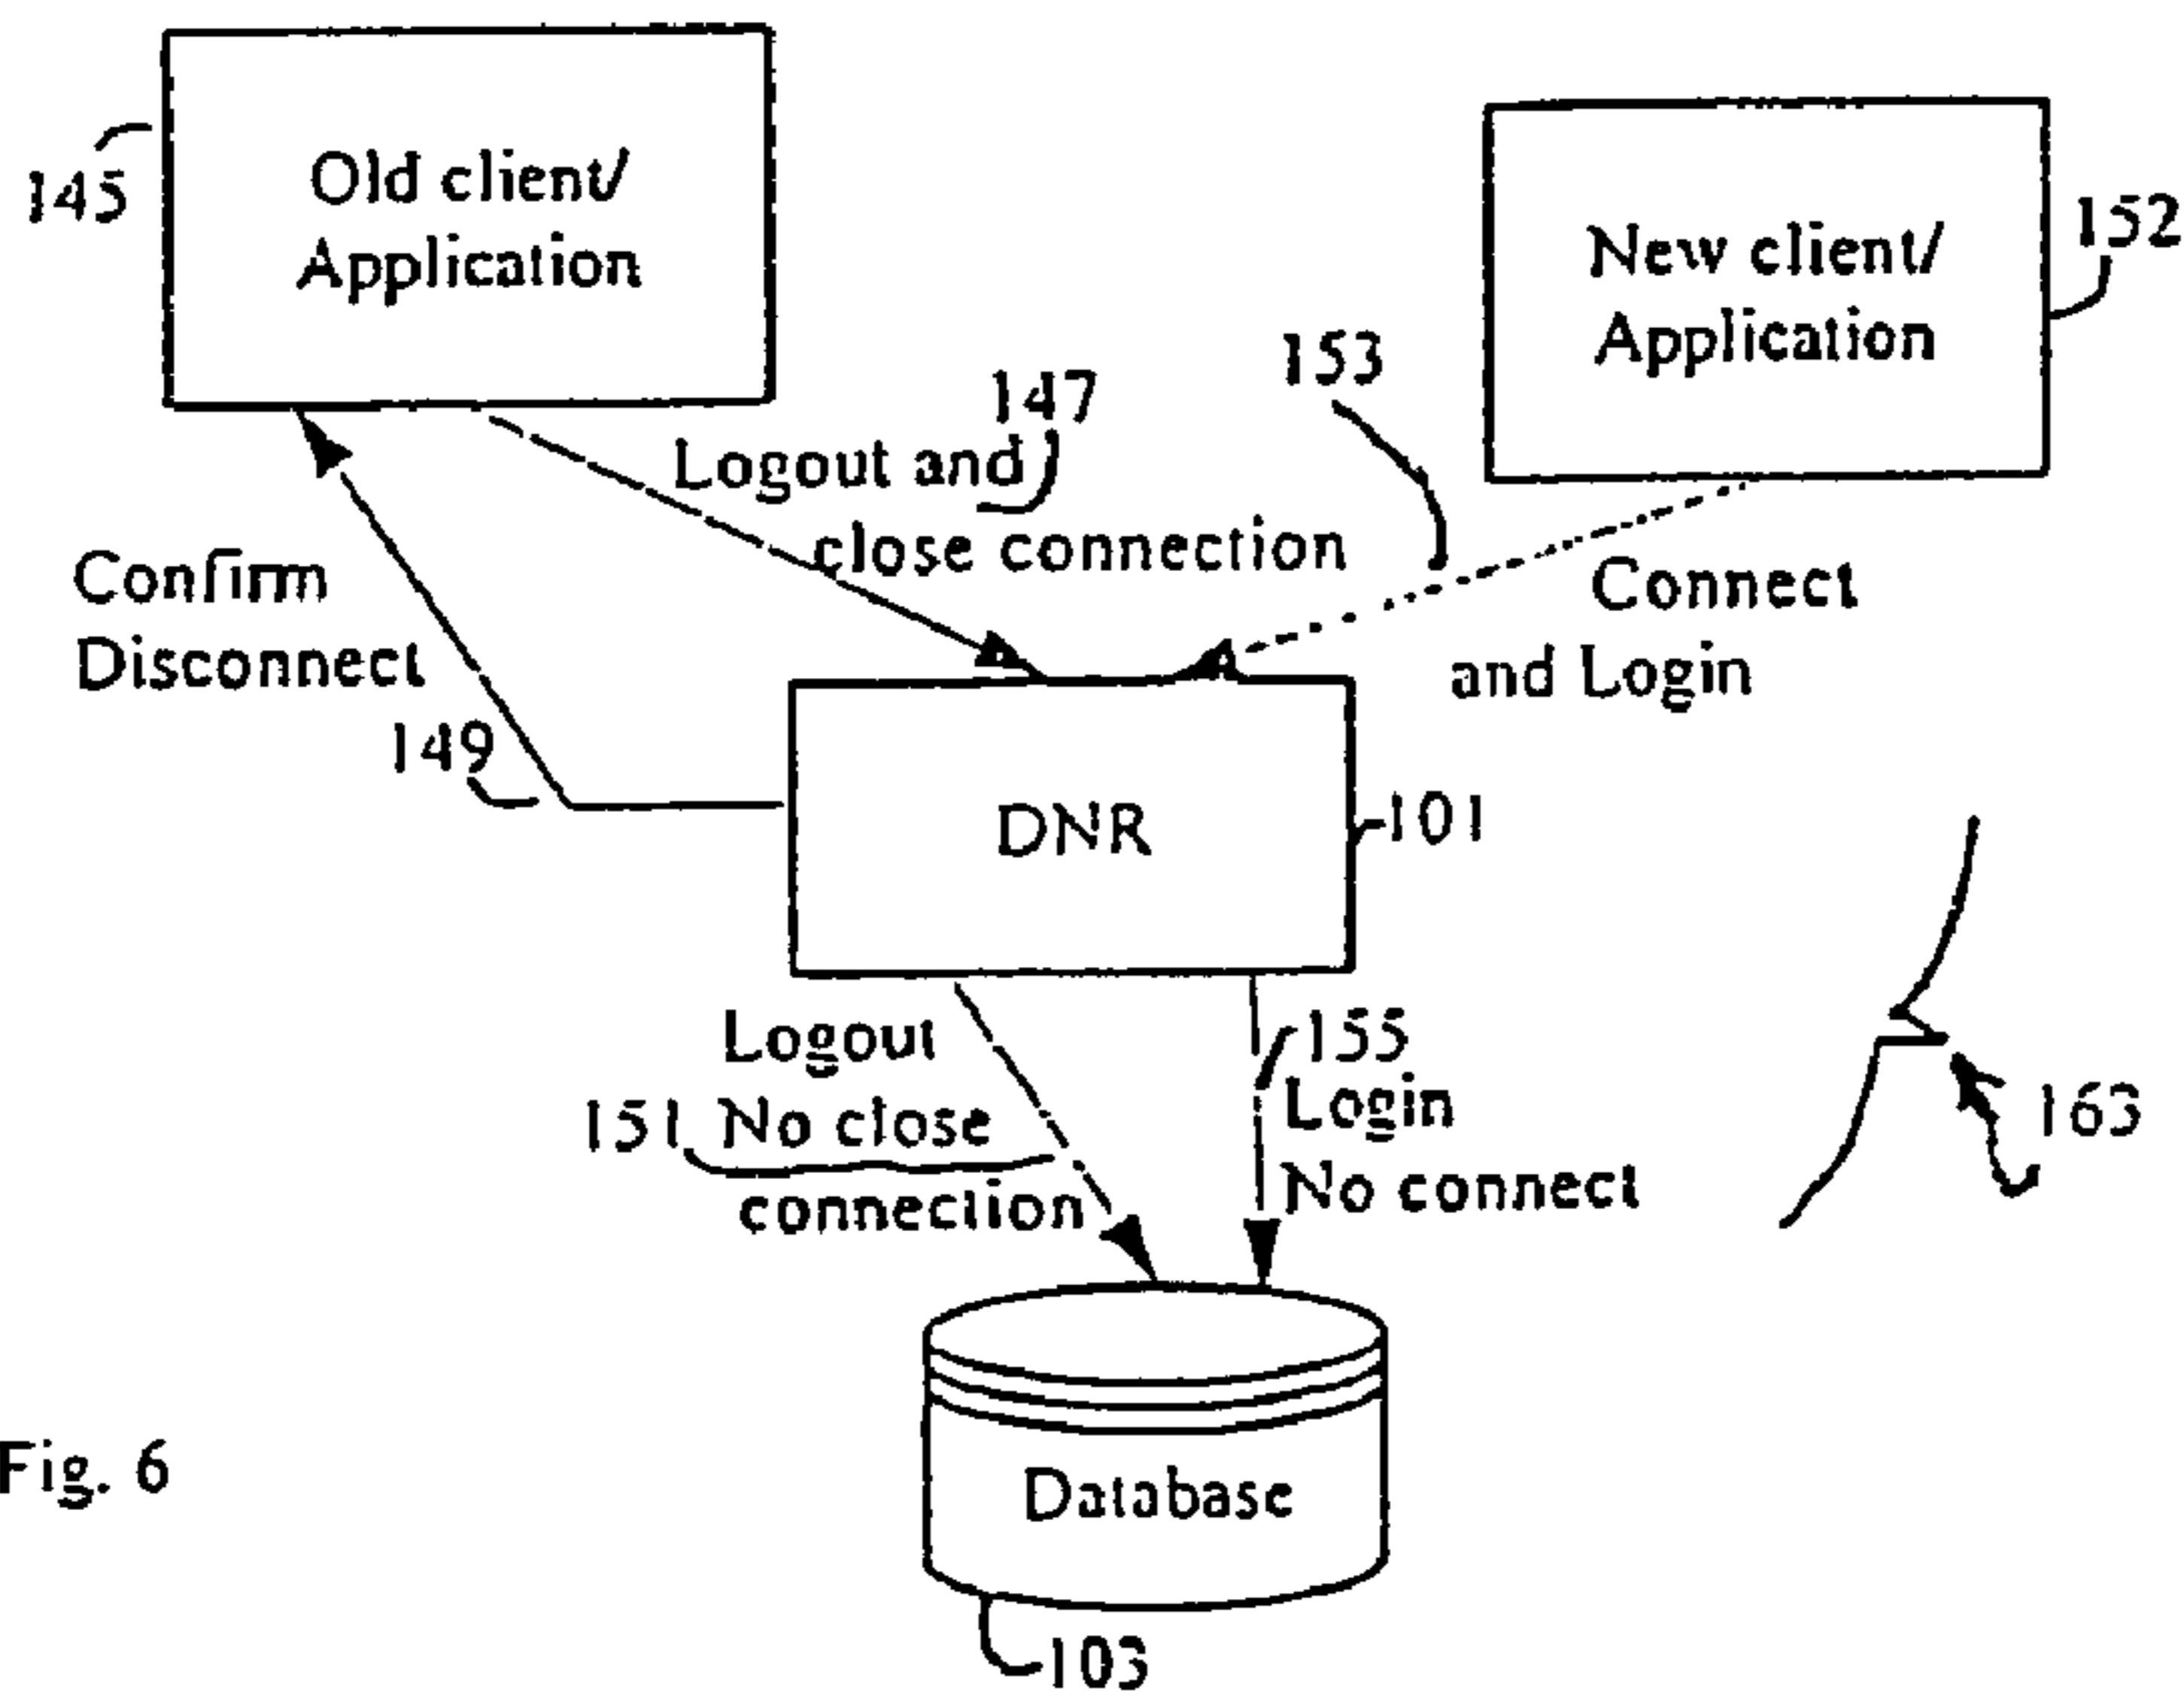 145
Old client/
Application
New client/
Application
152
153
147
Logout and
close connection
Confirm
Disconnect
149
Connect
and Login
DNR
101
Logout
151 No close
connection
155
Login
No connect
163
Database
103
Fig. 6